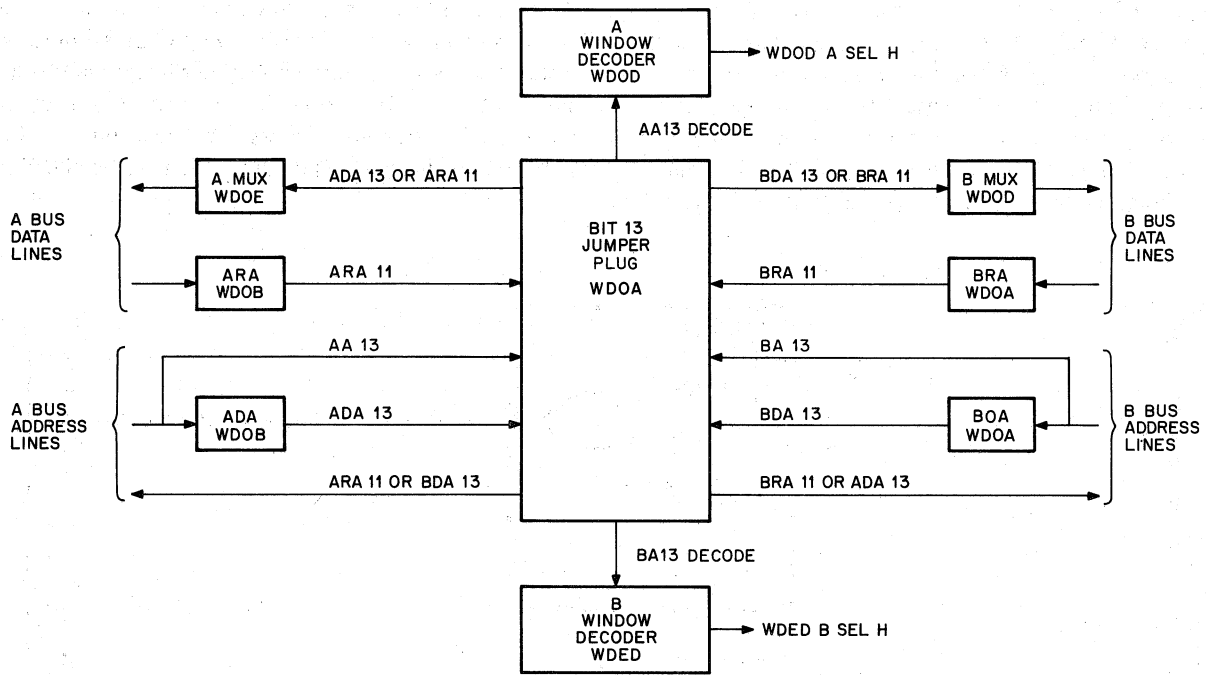 A
WINDOW
DECODER
WDOD
WDOD A SEL H
AA13 DECODE
A BUS
DATA
LINES
A MUX
WDOE
ADA 13 OR ARA 11
ARA
WDOB
ARA 11
BIT 13
JUMPER
PLUG
WDOA
BDA 13 OR BRA 11
B MUX
WDOD
BRA 11
BRA
WDOA
B BUS
DATA
LINES
A BUS
ADDRESS
LINES
AA 13
ADA
WDOB
ADA 13
ARA 11 OR BDA 13
BA 13
BDA 13
BOA
WDOA
BRA 11 OR ADA 13
B BUS
ADDRESS
LINES
BA13 DECODE
B
WINDOW
DECODER
WDED
WDED B SEL H